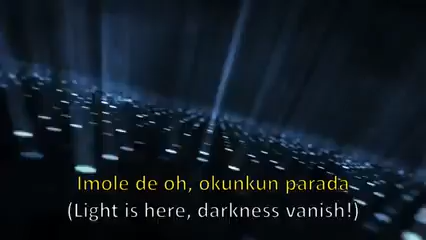 Imole de oh, okunkun parada
(Light is here, darkness vanish!)